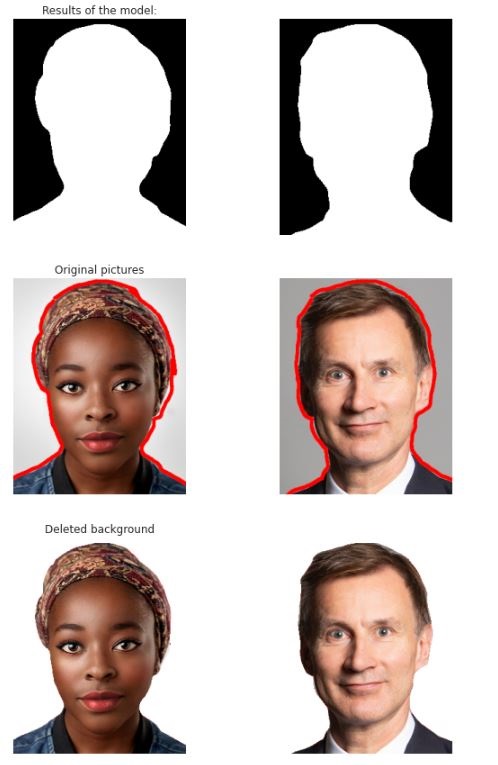 Results of the model:
Original pictures
Deleted background